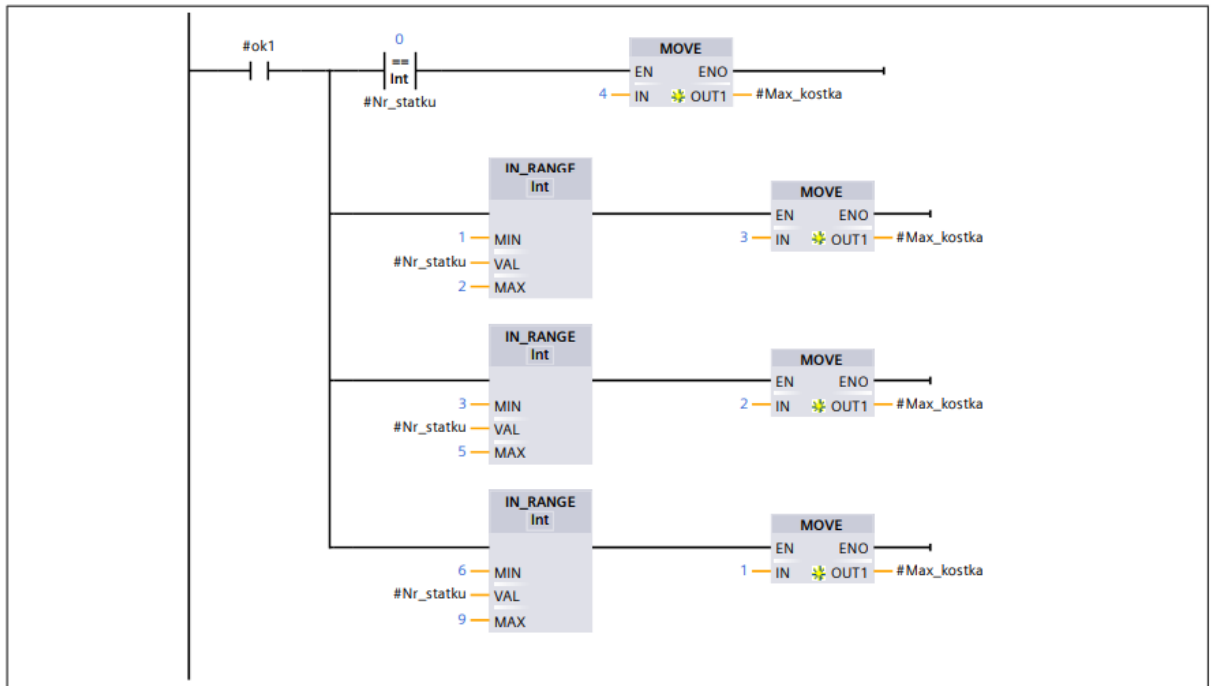 #ok1
0
==
Int
#Nr_statku
MOVE
EN ENO
4 IN OUT1 #Max_kostka
IN_RANGE
Int
MOVE
EN ENO
1 MIN
3 IN OUT1 #Max_kostka
#Nr_statku VAL
2 MAX
IN_RANGE
Int
MOVE
EN ENO
3 MIN
2 IN OUT1 #Max_kostka
#Nr_statku VAL
5 MAX
IN_RANGE
Int
MOVE
EN ENO
6 MIN
1 IN OUT1 #Max_kostka
#Nr_statku VAL
9 MAX